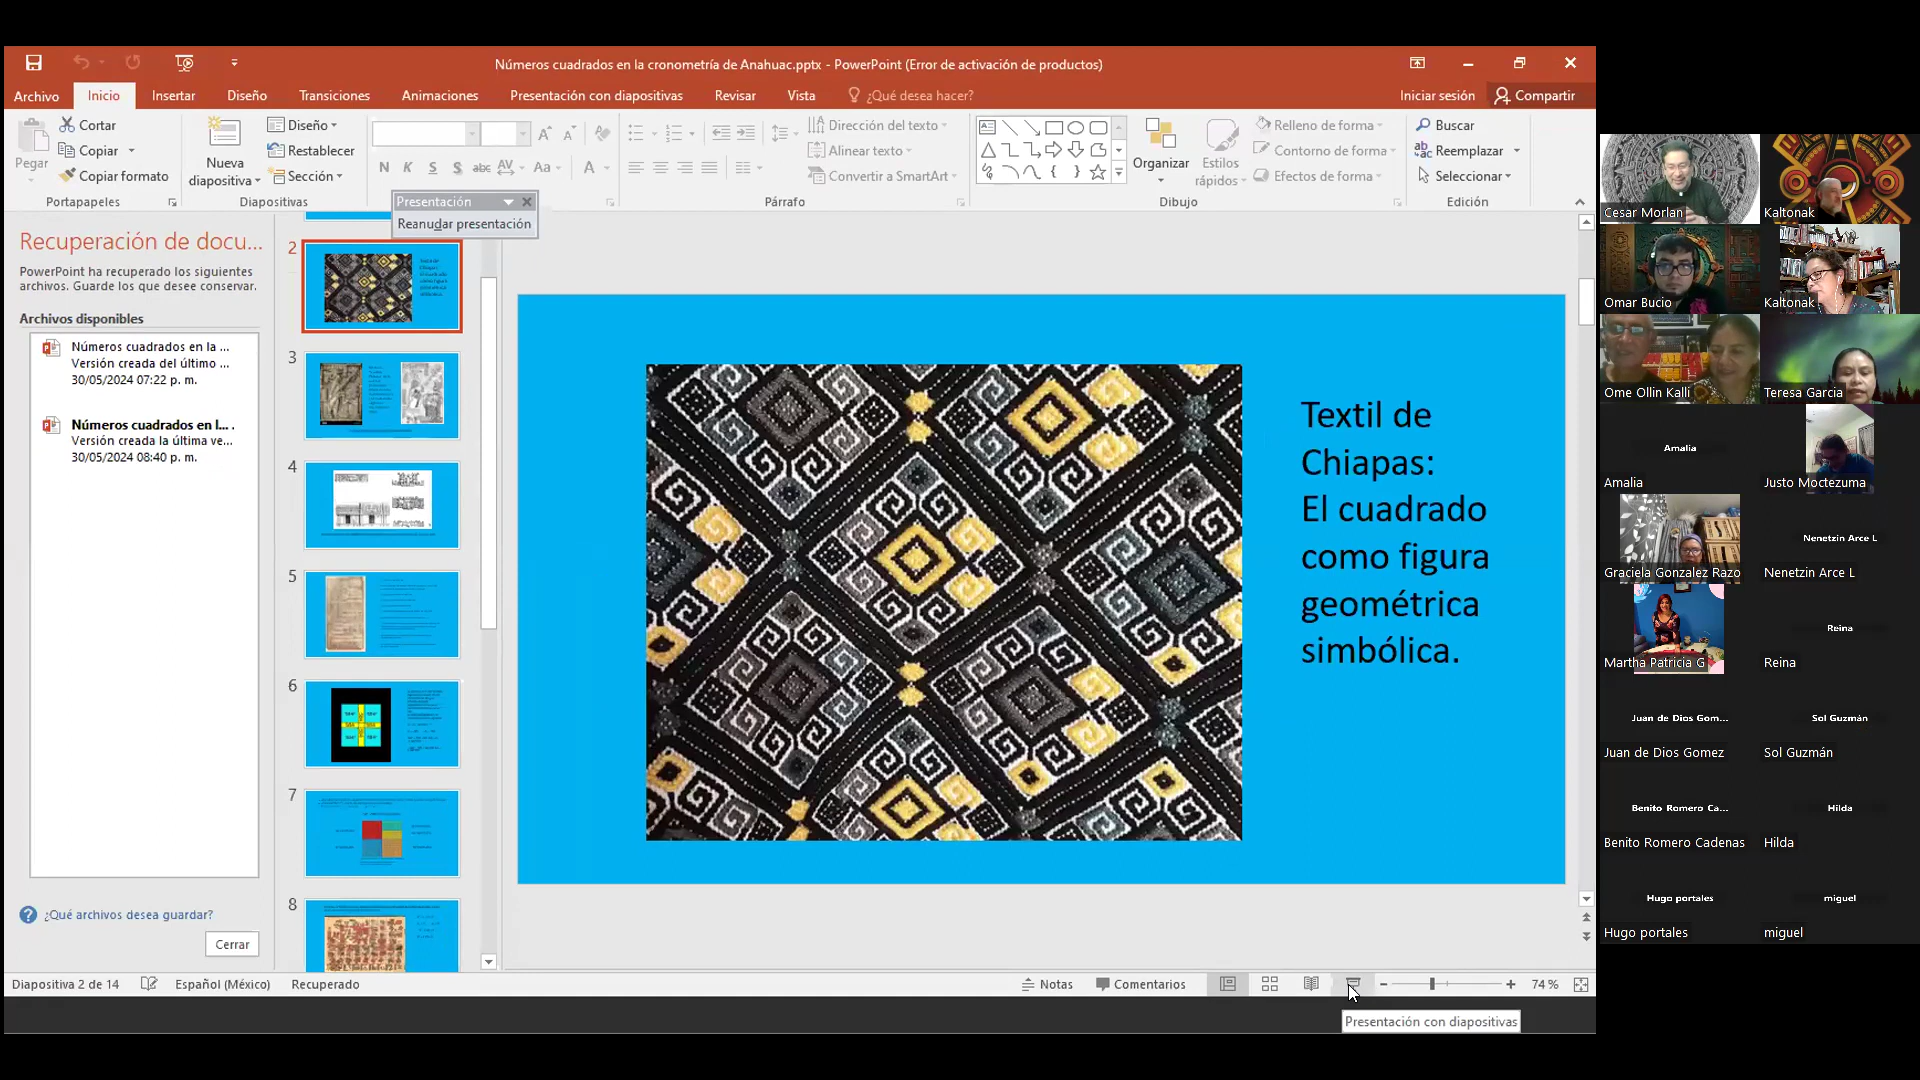 Números cuadrados en la cronometría de Anahuac.pptx - PowerPoint (Error de activación de productos)
Archivo
Inicio
Insertar
Diseño
Transiciones
Animaciones
Presentación con diapositivas
Revisar
Vista
¿Qué desea hacer?
Iniciar sesión
Compartir
Pegar
Cortar
Copiar
Copiar formato
Portapapeles
Nueva
diapositiva
Diseño
Restablecer
Sección
Diapositivas
N K S S abc AV Aa A
Presentación
Reanudar presentación
Dirección del texto
Alinear texto
Convertir a SmartArt
Párrafo
Organizar
Estilos
rápidos
Relleno de forma
Contorno de forma
Efectos de forma
Dibujo
Buscar
Reemplazar
Seleccionar
Edición
Recuperación de docu...
PowerPoint ha recuperado los siguientes
archivos. Guarde los que desee conservar.
Archivos disponibles
Números cuadrados en la ...
Versión creada del último ...
30/05/2024 07:22 p. m.
Números cuadrados en l... .
Versión creada la última ve...
30/05/2024 08:40 p. m.
¿Qué archivos desea guardar?
Cerrar
2
3
4
5
6
7
8
Textil de
Chiapas:
El cuadrado
como figura
geométrica
simbólica.
Diapositiva 2 de 14
Español (México)
Recuperado
Notas
Comentarios
74 %
Presentación con diapositivas
Cesar Morlan
Kaltonak
Omar Bucio
Kaltonak
Ome Ollin Kalli
Teresa Garcia
Amalia
Amalia
Justo Moctezuma
Graciela Gonzalez Razo
Nenetzin Arce L
Nenetzin Arce L
Martha Patricia G
Reina
Reina
Juan de Dios Gom...
Juan de Dios Gomez
Sol Guzmán
Sol Guzmán
Benito Romero Ca...
Benito Romero Cadenas
Hilda
Hilda
Hugo portales
Hugo portales
miguel
miguel